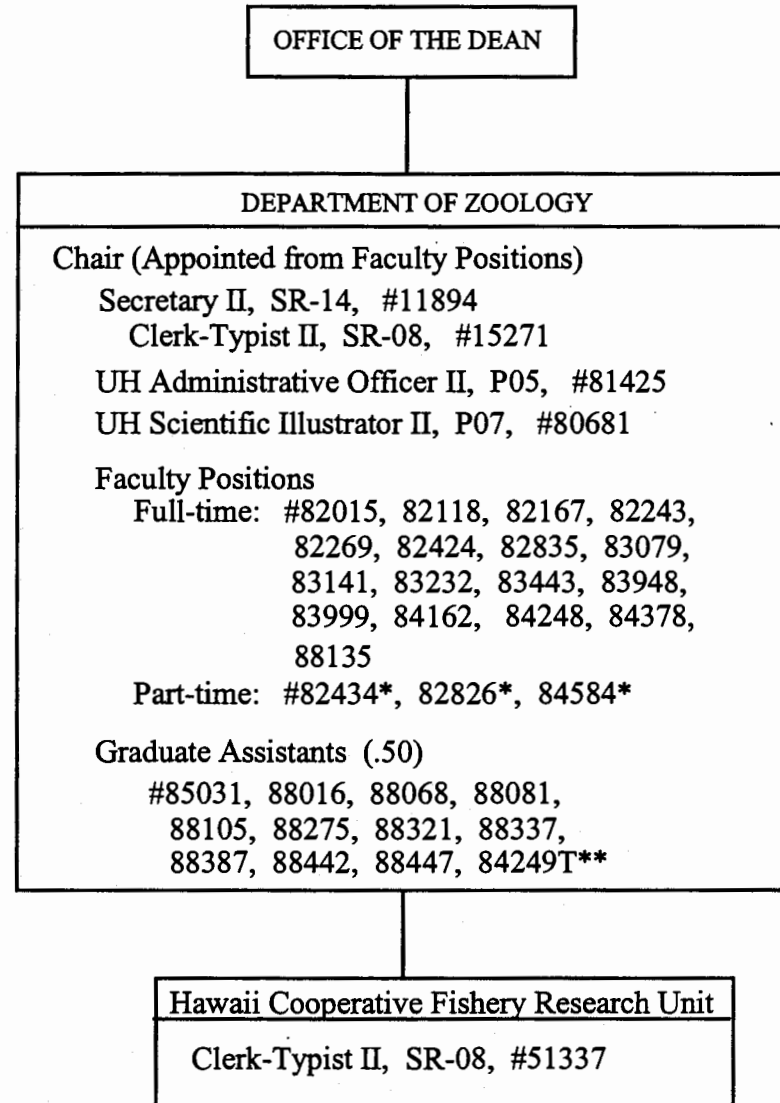 OFFICE OF THE DEAN
DEPARTMENT OF ZOOLOGY
Chair (Appointed from Faculty Positions)
Secretary II, SR-14, #11894
Clerk-Typist II, SR-08, #15271
UH Administrative Officer II, P05, #81425
UH Scientific Illustrator II, P07, #80681
Faculty Positions
Full-time: #82015, 82118, 82167, 82243,
82269, 82424, 82835, 83079,
83141, 83232, 83443, 83948,
83999, 84162, 84248, 84378,
88135
Part-time: #82434*, 82826*, 84584*
Graduate Assistants (.50)
#85031, 88016, 88068, 88081,
88105, 88275, 88321, 88337,
88387, 88442, 88447, 84249T**
Hawaii Cooperative Fishery Research Unit
Clerk-Typist II, SR-08, #51337